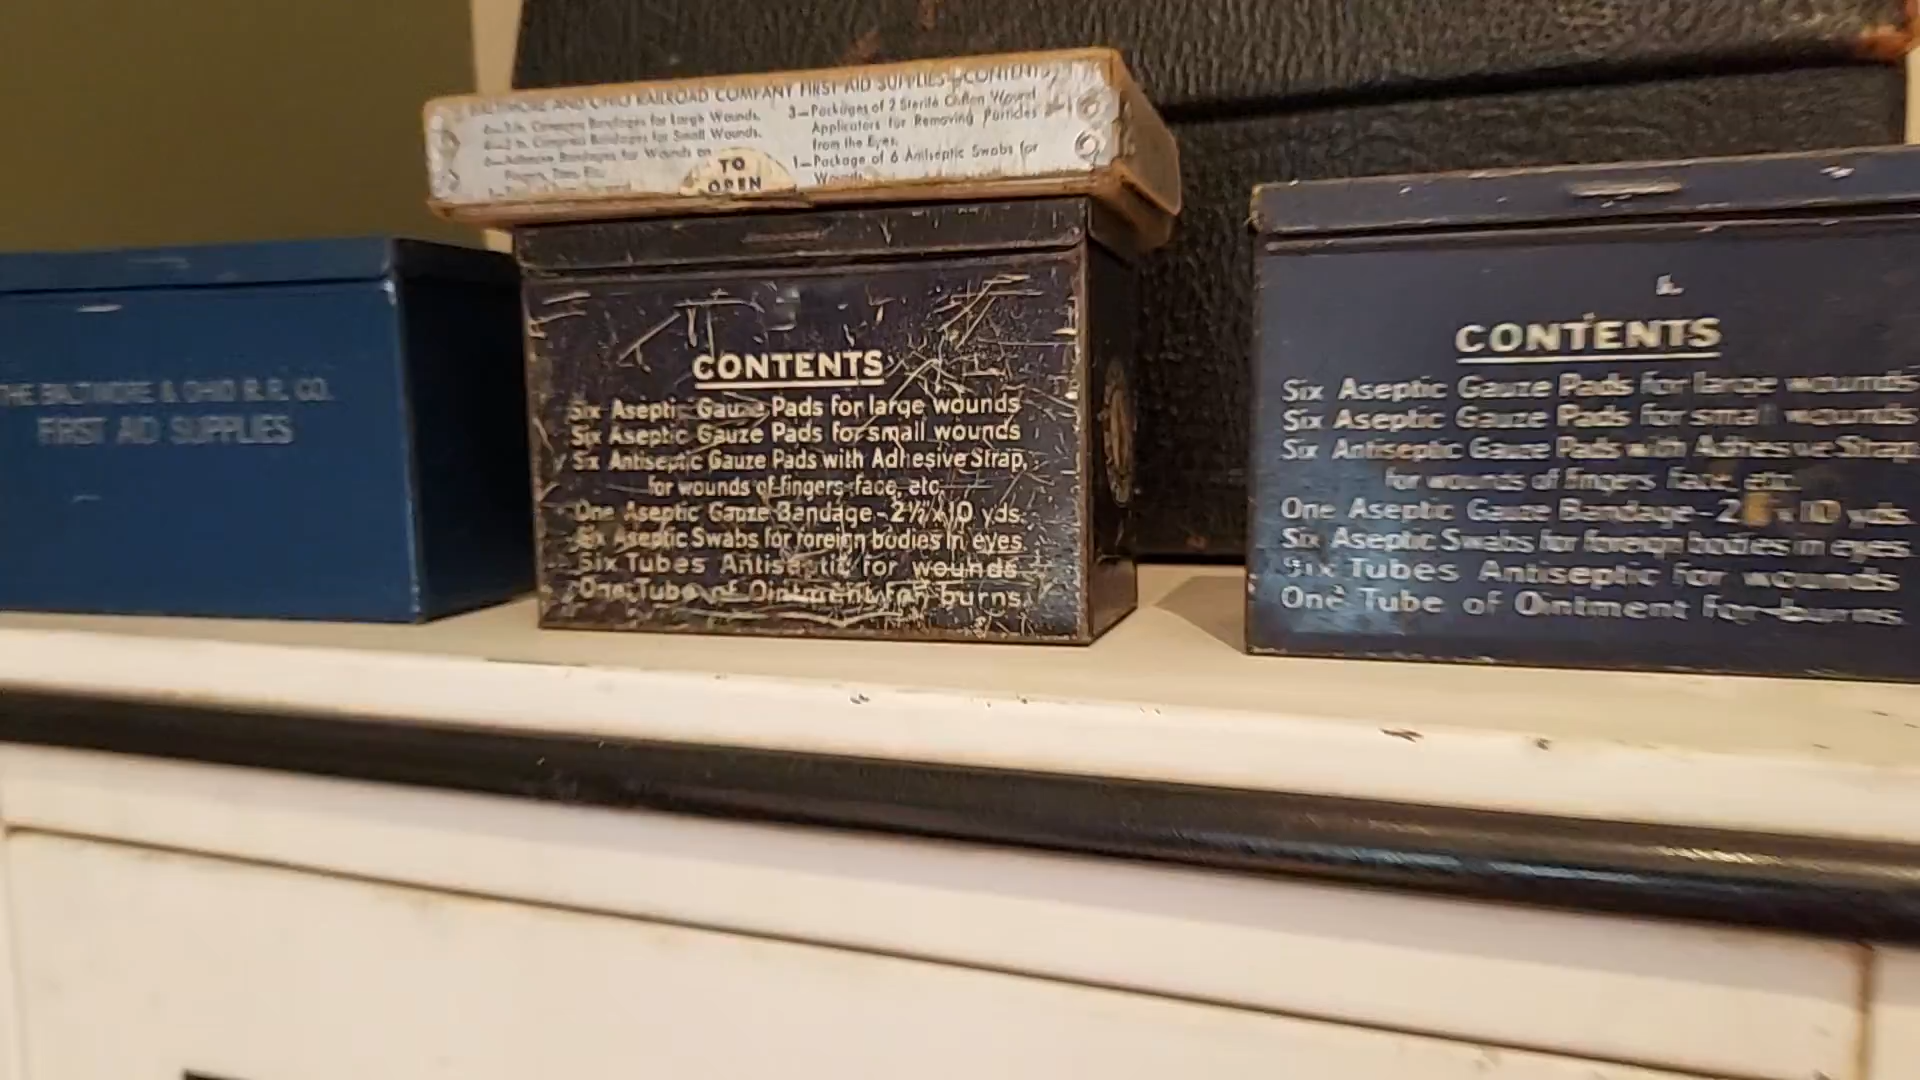 BALTIMORE AND OHIO RAILROAD COMPANY FIRST AID SUPPLIES—CONTENTS
Compress Bandages for Large Wounds.
Compress Bandages for Small Wounds.
Adhesive Bandages for Wounds on
Fingers, Toes, Etc.
3—Packages of 2 Sterile Cotton Wound
Applicators for Removing Particles
from the Eyes.
1—Package of 6 Antiseptic Swabs for
Wounds.
TO
OPEN
THE BALTIMORE & OHIO R.R. CO.
FIRST AID SUPPLIES
CONTENTS
Six Aseptic Gauze Pads for large wounds
Six Aseptic Gauze Pads for small wounds
Six Antiseptic Gauze Pads with Adhesive Strap,
for wounds of fingers, face, etc.
One Aseptic Gauze Bandage - 2½ x 10 yds.
Six Aseptic Swabs for foreign bodies in eyes.
Six Tubes Antiseptic for wounds
One Tube of Ointment for burns.
CONTENTS
Six Aseptic Gauze Pads for large wounds
Six Aseptic Gauze Pads for small wounds
Six Antiseptic Gauze Pads with Adhesive Strap
for wounds of fingers, face, etc.
One Aseptic Gauze Bandage - 2 x 10 yds.
Six Aseptic Swabs for foreign bodies in eyes.
Six Tubes Antiseptic for wounds
One Tube of Ointment for burns.